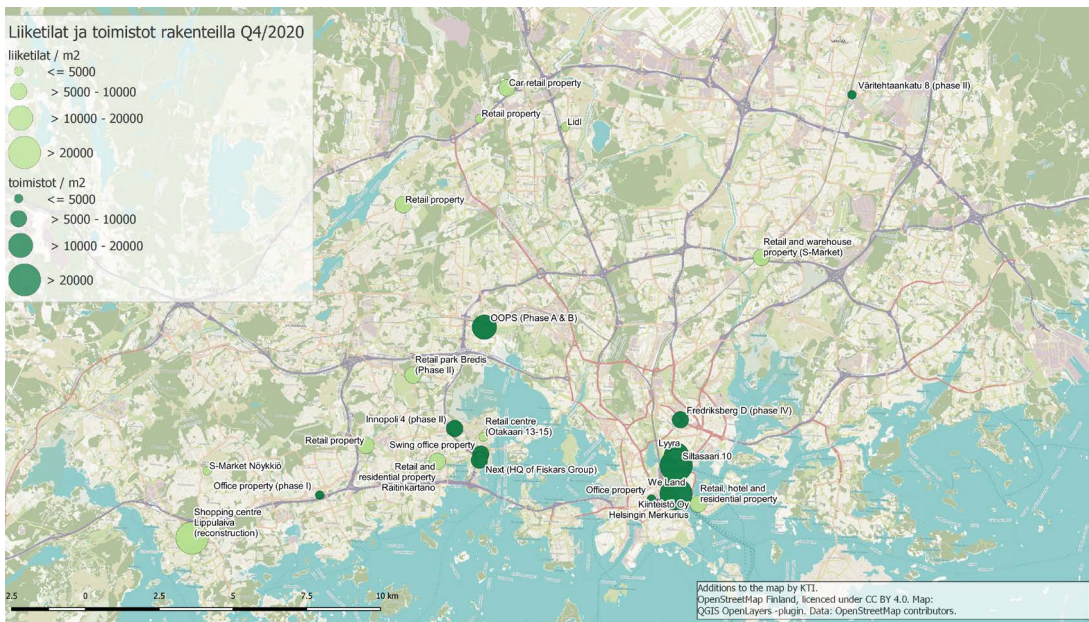 Liiketilat ja toimistot rakenteilla Q4/2020
liiketilat / m2
<= 5000
> 5000 - 10000
> 10000 - 20000
> 20000
toimistot / m2
<= 5000
> 5000 - 10000
> 10000 - 20000
> 20000
Car retail property
Väritehtaankatu 8 (phase II)
Retail property
Lidl
Retail property
Retail and warehouse
property (S-Market)
OOPS (Phase A & B)
Retail park Bredis
(Phase II)
Innopoli 4 (phase II)
Retail centre
(Otakaari 13-15)
Fredriksberg D (phase IV)
Retail property
Swing office property
Lyyra
Siltasaari 10
S-Market Nöykkiö
Retail and
residential property
Räitinkartano
Next (HQ of Fiskars Group)
Office property (phase I)
We Land
Office property
Retail, hotel and
residential property
Kiinteistö Oy
Helsingin Merkurius
Shopping centre
Lippulaiva
(reconstruction)
2.5 0 5 10 km
Additions to the map by KTI.
OpenStreetMap Finland, licenced under CC BY 4.0. Map:
QGIS OpenLayers -plugin. Data: OpenStreetMap contributors.